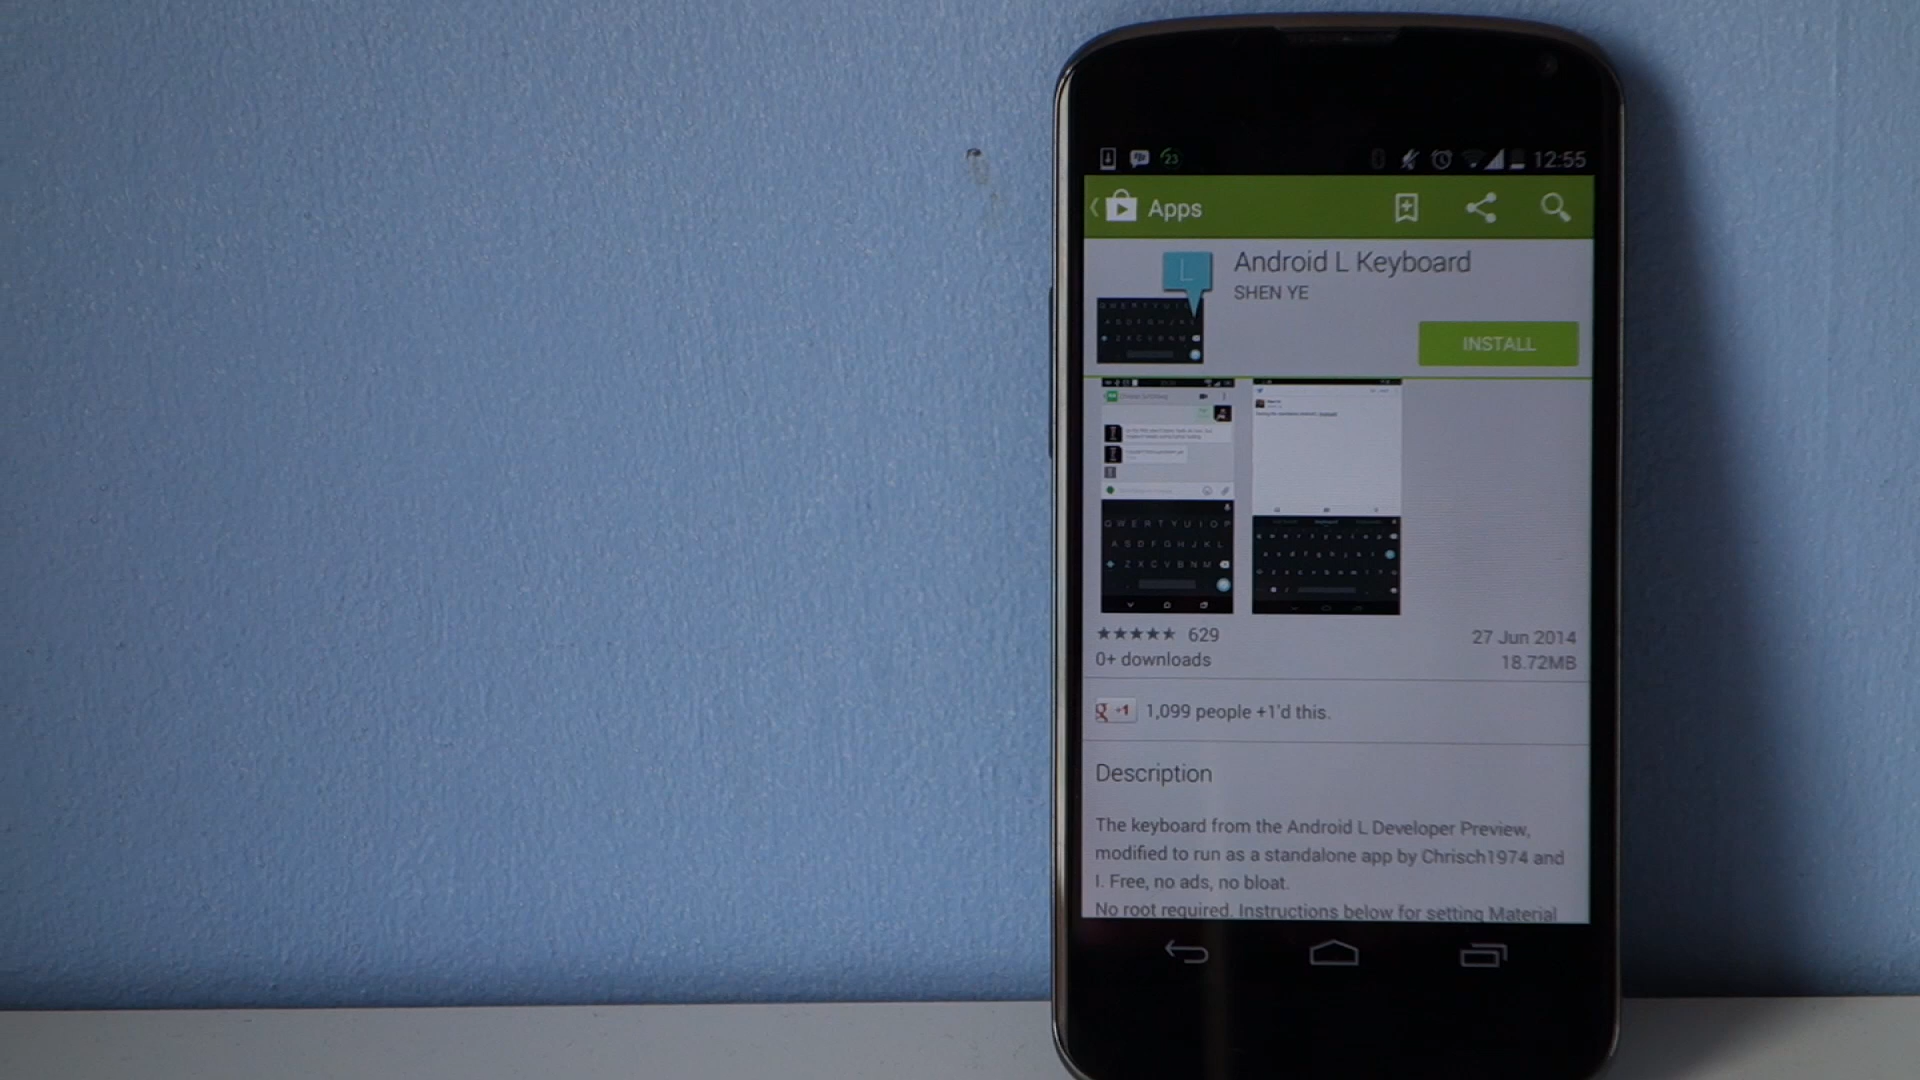 23
12:55
Apps
L
Android L Keyboard
SHEN YE
INSTALL
Q W E R T Y U I O P
A S D F G H J K L
Z X C V B N M
629
27 Jun 2014
0+ downloads
18.72MB
g +1
1,099 people +1'd this.
Description
The keyboard from the Android L Developer Preview,
modified to run as a standalone app by Chrisch1974 and
I. Free, no ads, no bloat.
No root required. Instructions below for setting Material